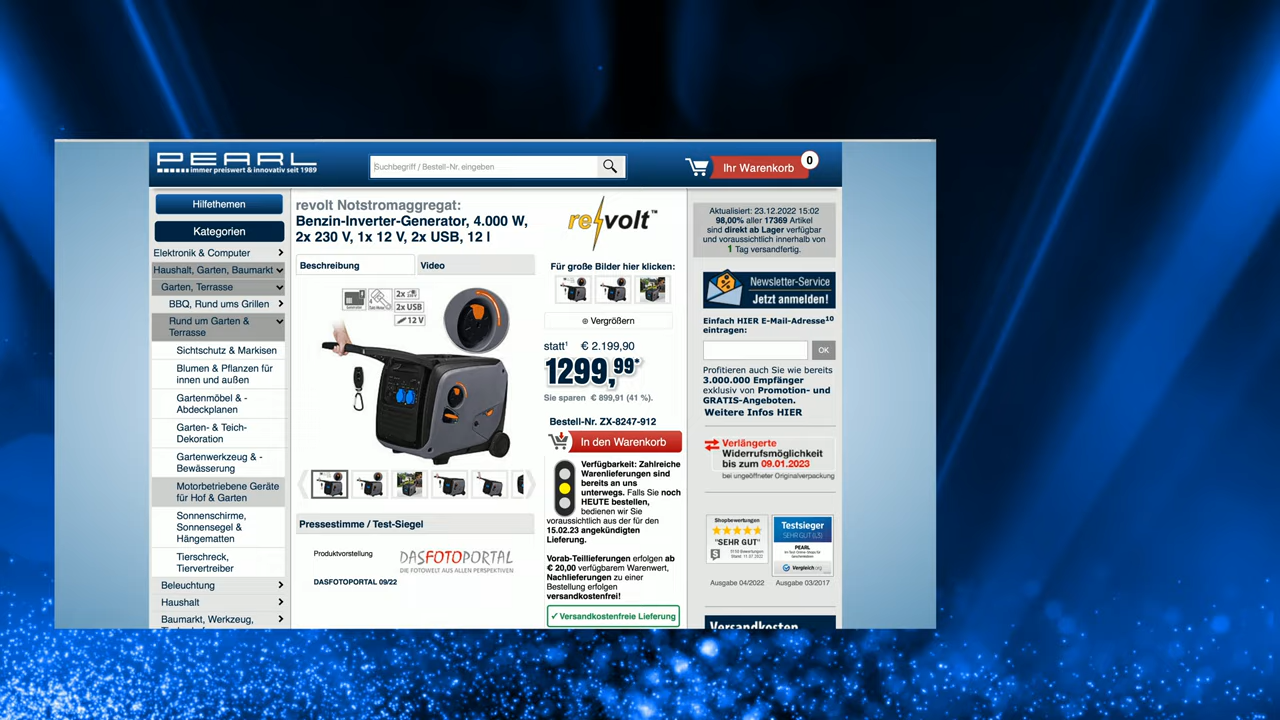 PEARL
immer preiswert & innovativ seit 1989
Suchbegriff / Bestell-Nr. eingeben
Ihr Warenkorb
0
Hilfethemen
Kategorien
Elektronik & Computer
Haushalt, Garten, Baumarkt
Garten, Terrasse
BBQ, Rund ums Grillen
Rund um Garten &
Terrasse
Sichtschutz & Markisen
Blumen & Pflanzen für
innen und außen
Gartenmöbel & -
Abdeckplanen
Garten- & Teich-
Dekoration
Gartenwerkzeug & -
Bewässerung
Motorbetriebene Geräte
für Hof & Garten
Sonnenschirme,
Sonnensegel &
Hängematten
Tierschreck,
Tiervertreiber
Beleuchtung
Haushalt
Baumarkt, Werkzeug,
revolt Notstromaggregat:
Benzin-Inverter-Generator, 4.000 W,
2x 230 V, 1x 12 V, 2x USB, 12 l
Beschreibung
Video
2x
2x USB
12 V
Pressestimme / Test-Siegel
Produktvorstellung
DASFOTOPORTAL
DIE FOTOWELT AUS ALLEN PERSPEKTIVEN
DASFOTOPORTAL 09/22
revolt™
Für große Bilder hier klicken:
⊕ Vergrößern
statt¹ € 2.199,90
1299,99*
Sie sparen € 899,91 (41 %).
Bestell-Nr. ZX-8247-912
In den Warenkorb
Verfügbarkeit: Zahlreiche
Warenlieferungen sind
bereits an uns
unterwegs. Falls Sie noch
HEUTE bestellen,
bedienen wir Sie
voraussichtlich aus der für den
15.02.23 angekündigten
Lieferung.
Vorab-Teillieferungen erfolgen ab
€ 20,00 verfügbarem Warenwert,
Nachlieferungen zu einer
Bestellung erfolgen
versandkostenfrei!
✓ Versandkostenfreie Lieferung
Aktualisiert: 23.12.2022 15:02
98,00% aller 17369 Artikel
sind direkt ab Lager verfügbar
und voraussichtlich innerhalb von
1 Tag versandfertig.
Newsletter-Service
Jetzt anmelden!
Einfach HIER E-Mail-Adresse¹⁰
eintragen:
OK
Profitieren auch Sie wie bereits
3.000.000 Empfänger
exklusiv von Promotion- und
GRATIS-Angeboten.
Weitere Infos HIER
Verlängerte
Widerrufsmöglichkeit
bis zum 09.01.2023
bei ungeöffneter Originalverpackung
Shopbewertungen
"SEHR GUT"
Ausgabe 04/2022
Testsieger
SEHR GUT (1,5)
PEARL
Vergleich.org
Ausgabe 03/2017
Versandkosten